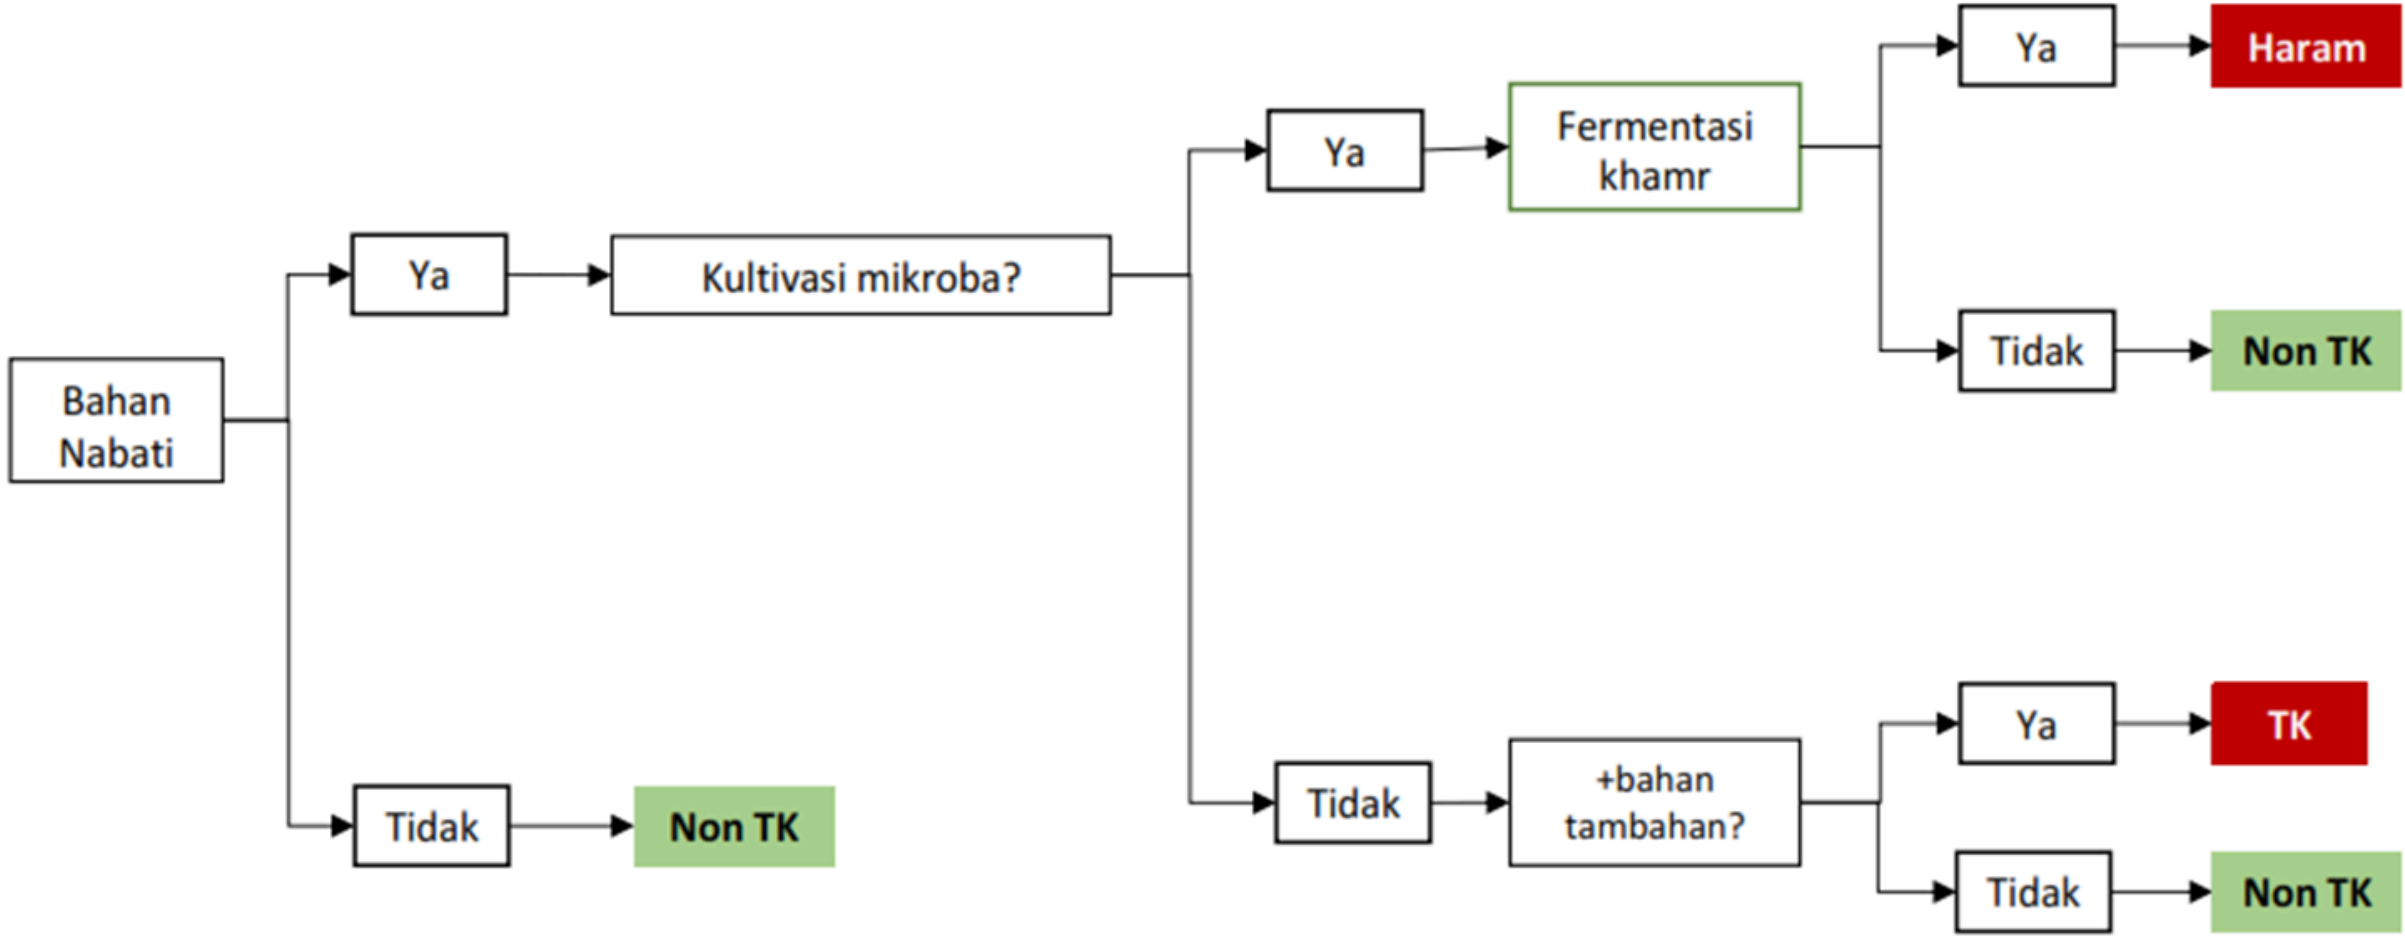 Bahan
Nabati
Ya
Kultivasi mikroba?
Ya
Fermentasi
khamr
Ya
Haram
Tidak
Non TK
Tidak
+bahan
tambahan?
Ya
TK
Tidak
Non TK
Tidak
Non TK